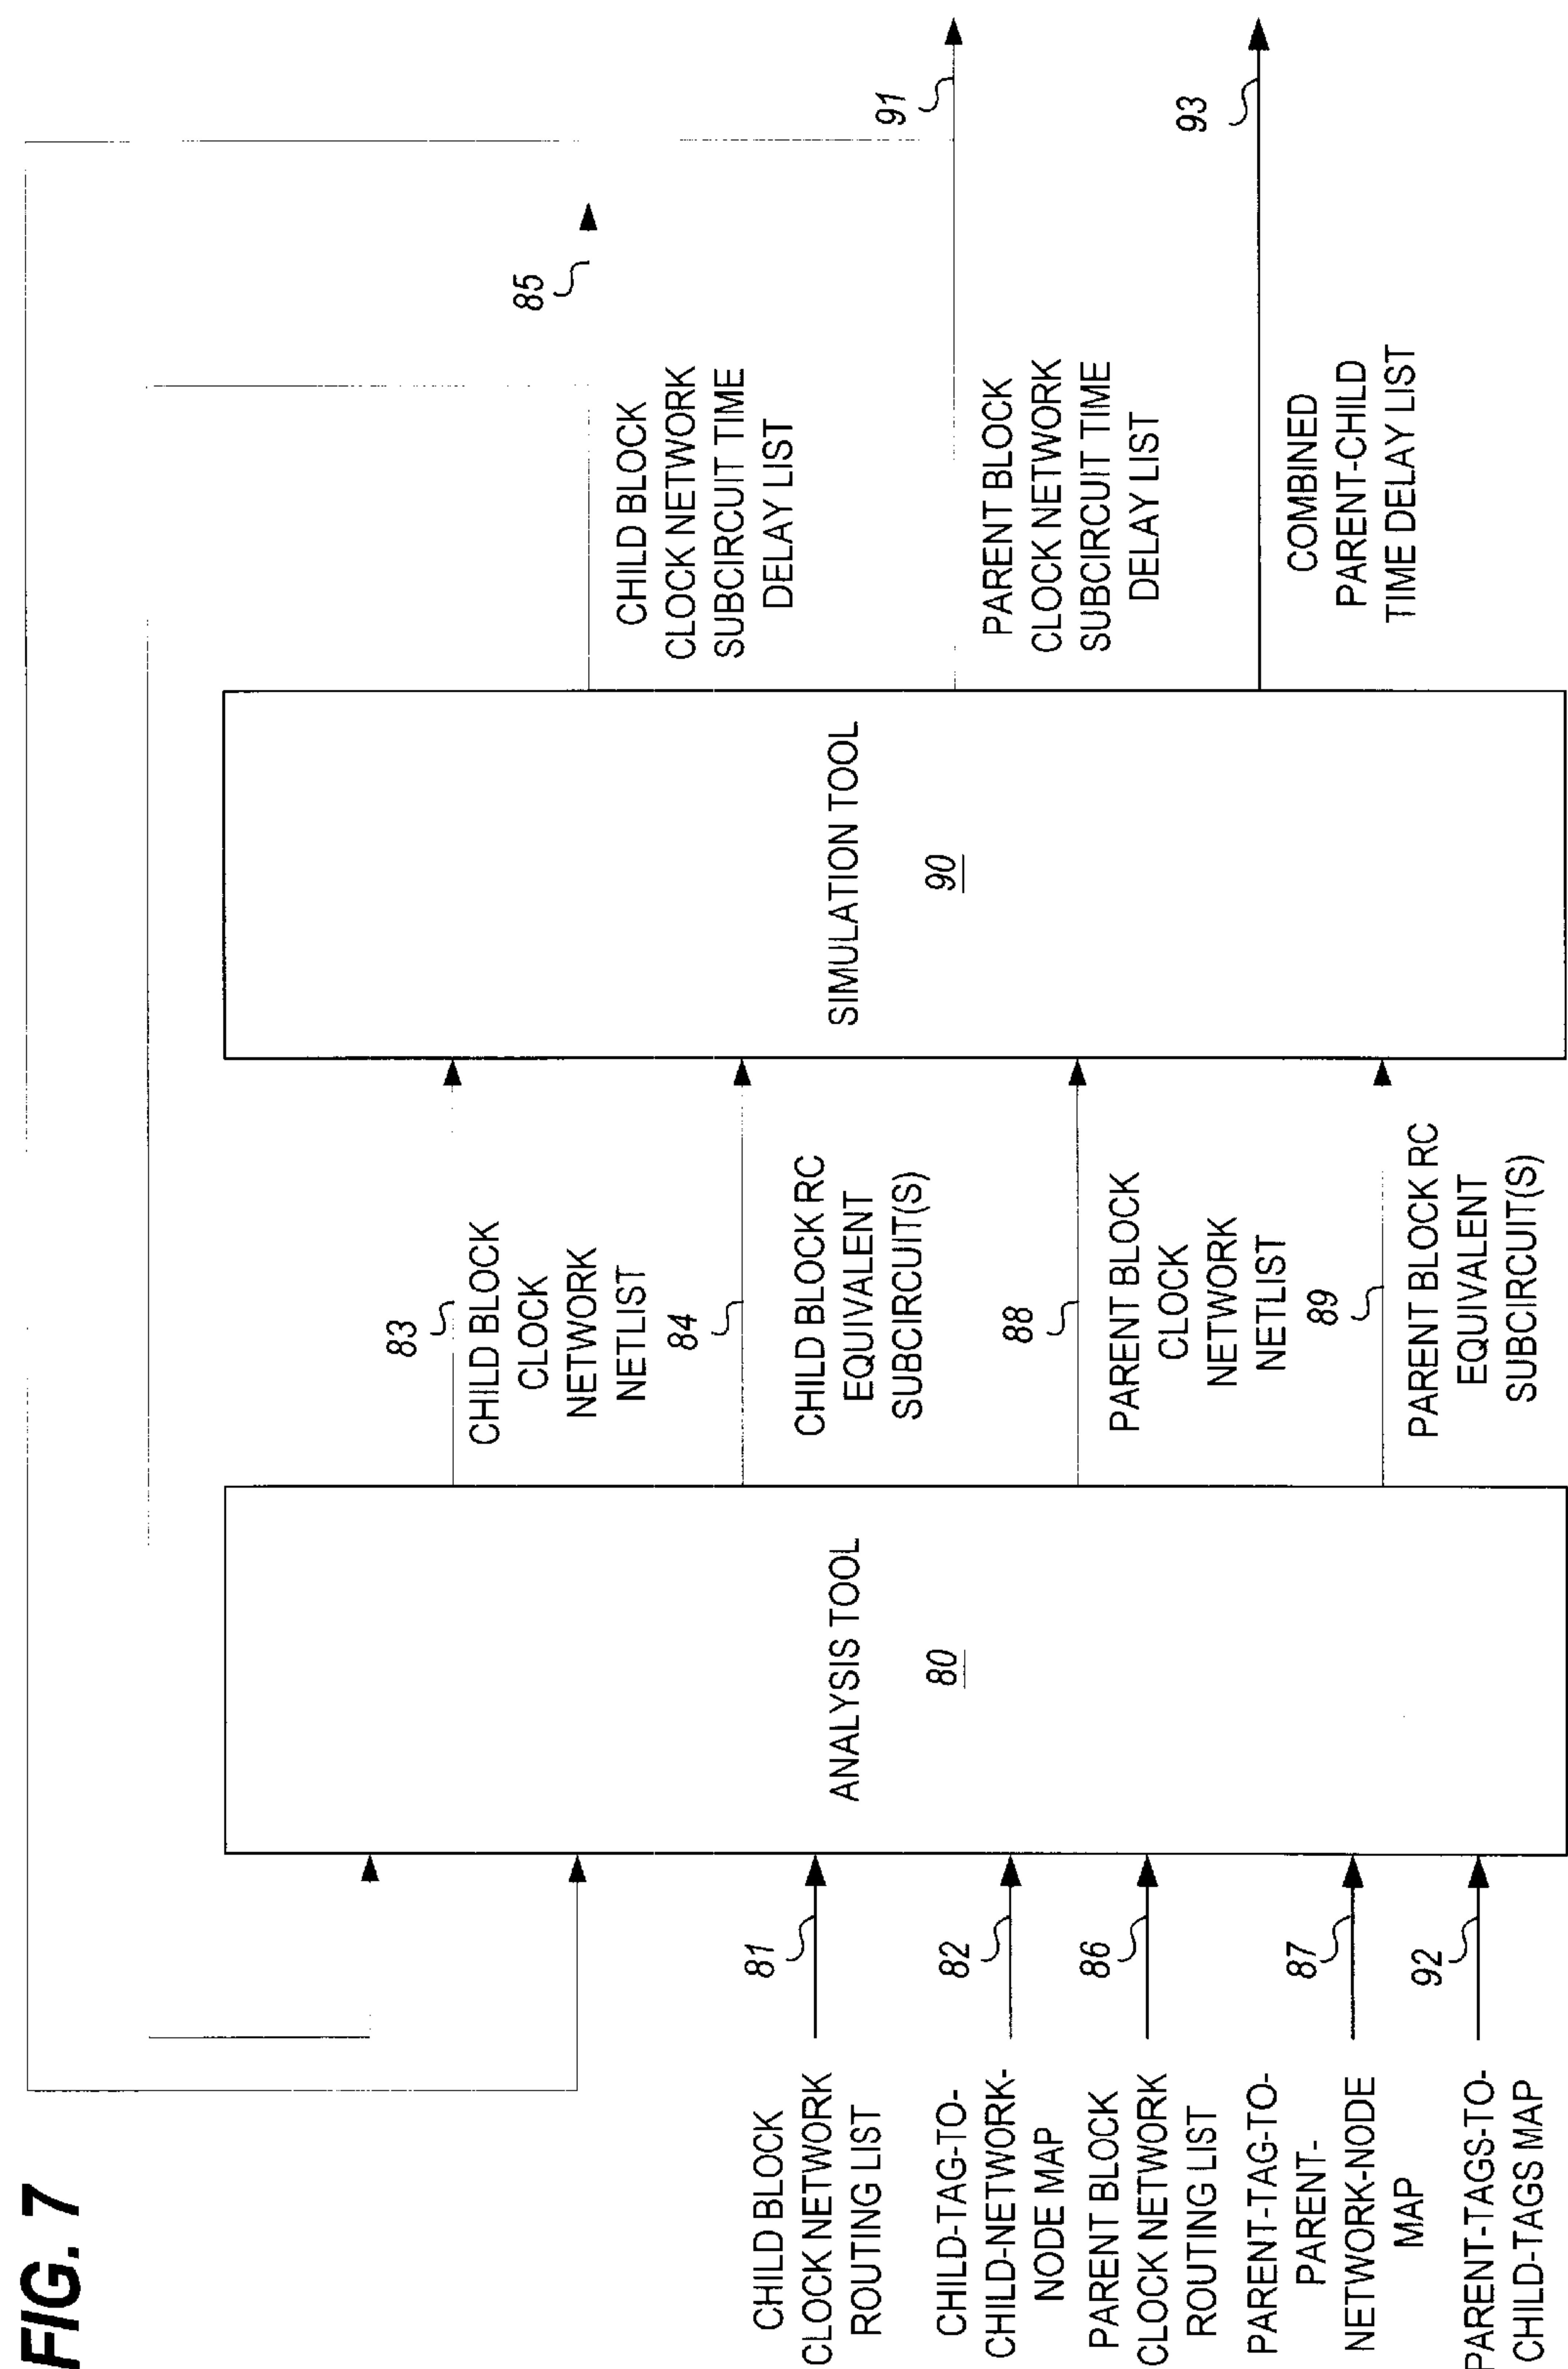 FIG. 7
CHILD BLOCK
CLOCK NETWORK
ROUTING LIST
81
CHILD-TAG-TO-
CHILD-NETWORK-
NODE MAP
82
PARENT BLOCK
CLOCK NETWORK
ROUTING LIST
86
PARENT-TAG-TO-
PARENT-
NETWORK-NODE
MAP
87
PARENT-TAGS-TO-
CHILD-TAGS MAP
92
ANALYSIS TOOL
80
83
CHILD BLOCK
CLOCK
NETWORK
NETLIST
84
CHILD BLOCK RC
EQUIVALENT
SUBCIRCUIT(S)
88
PARENT BLOCK
CLOCK
NETWORK
NETLIST
89
PARENT BLOCK RC
EQUIVALENT
SUBCIRCUIT(S)
SIMULATION TOOL
90
85
CHILD BLOCK
CLOCK NETWORK
SUBCIRCUIT TIME
DELAY LIST
91
PARENT BLOCK
CLOCK NETWORK
SUBCIRCUIT TIME
DELAY LIST
93
COMBINED
PARENT-CHILD
TIME DELAY LIST